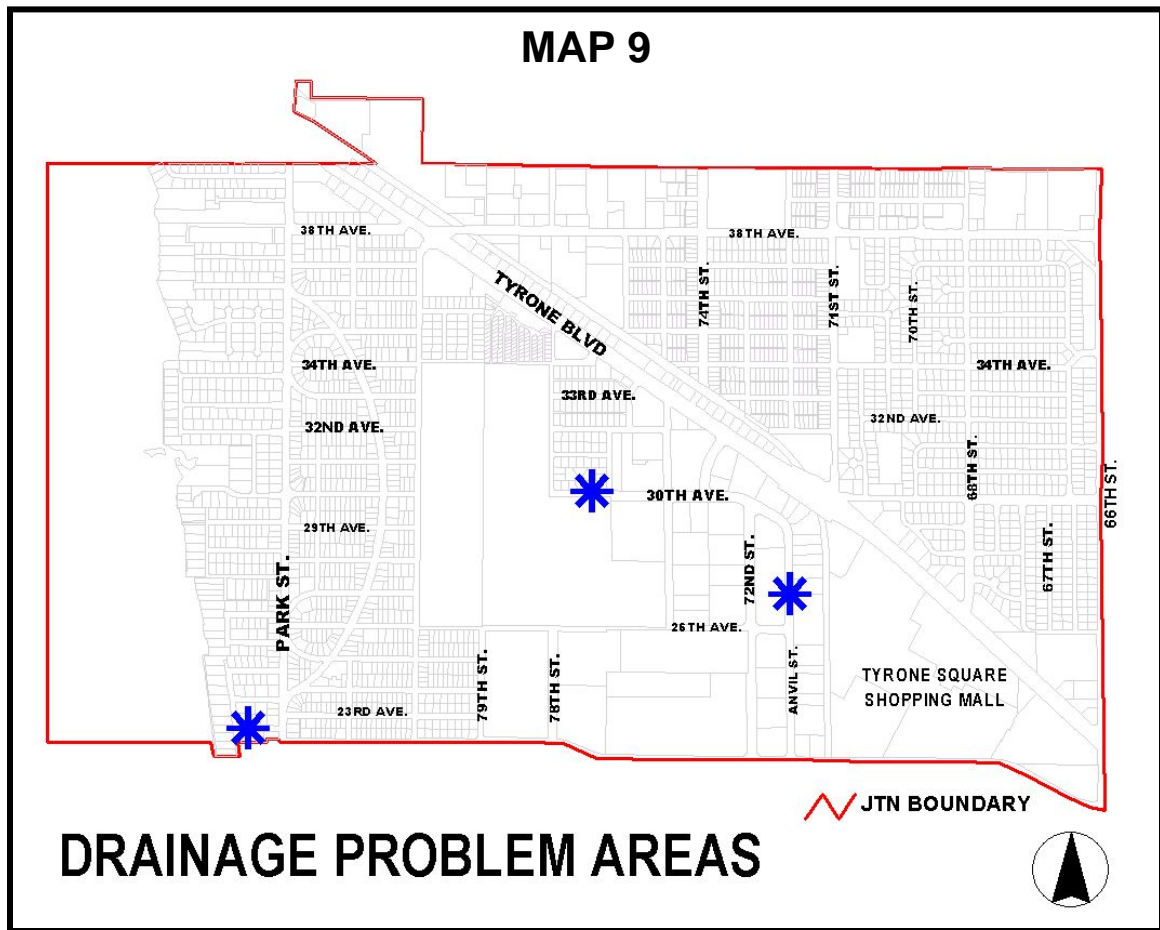 MAP 9
38TH AVE.
38TH AVE.
TYRONE BLVD
74TH ST.
71ST ST.
70TH ST.
34TH AVE.
34TH AVE.
33RD AVE.
32ND AVE.
32ND AVE.
68TH ST.
66TH ST.
30TH AVE.
29TH AVE.
PARK ST.
72ND ST.
67TH ST.
26TH AVE.
79TH ST.
78TH ST.
ANVIL ST.
TYRONE SQUARE
SHOPPING MALL
23RD AVE.
JTN BOUNDARY
DRAINAGE PROBLEM AREAS